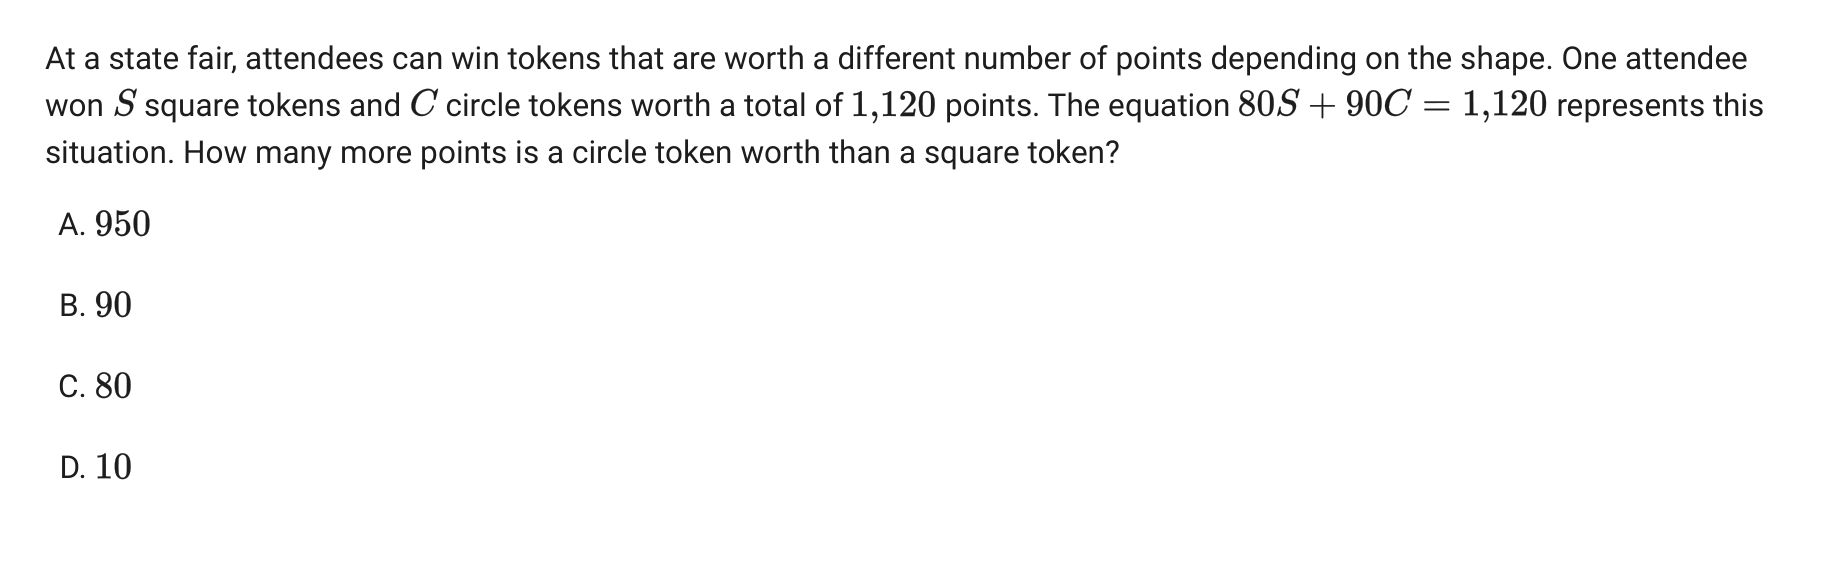 At a state fair, attendees can win tokens that are worth a different number of points depending on the shape. One attendee
won S square tokens and C circle tokens worth a total of 1,120 points. The equation 80S + 90C = 1,120 represents this
situation. How many more points is a circle token worth than a square token?
A. 950
B. 90
C. 80
D. 10